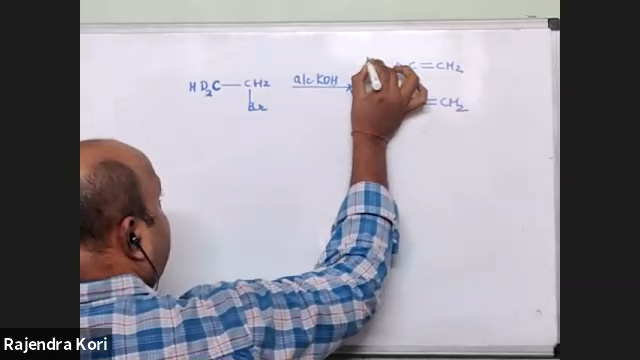 C=CH2
HD2C—CH2 alc·KOH
Br =CH2
Rajendra Kori